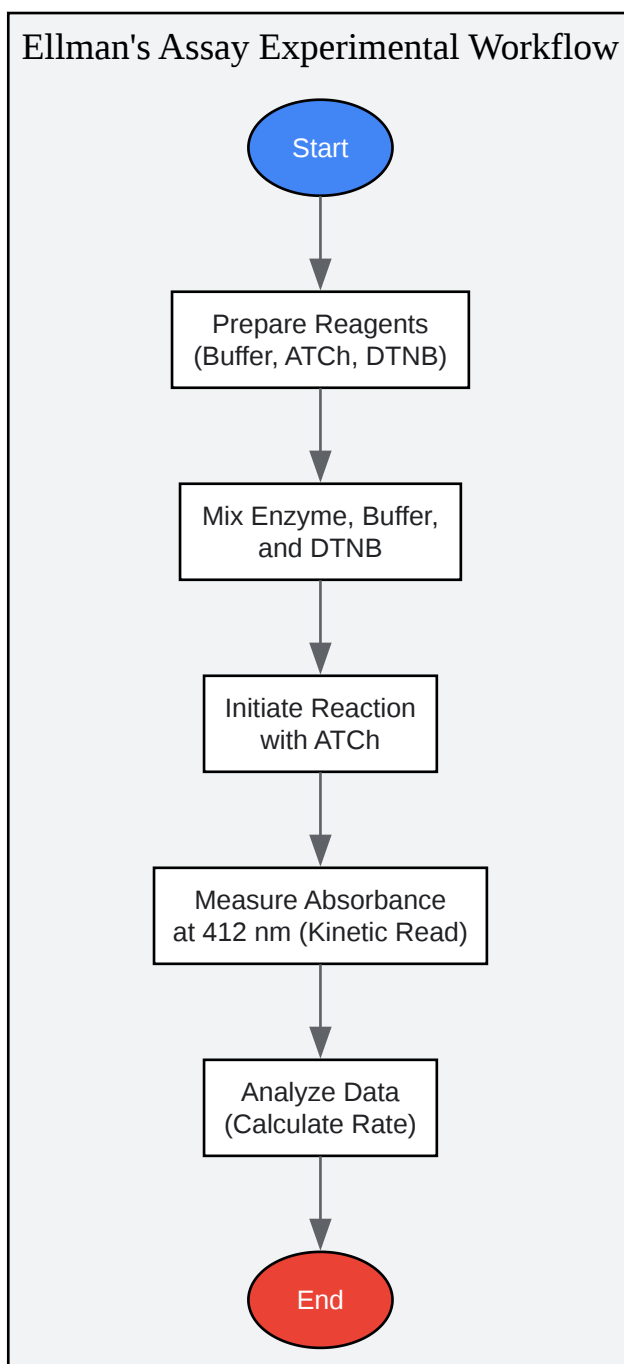 Ellman's Assay Experimental Workflow
Start
Prepare Reagents
(Buffer, ATCh, DTNB)
Mix Enzyme, Buffer,
and DTNB
Initiate Reaction
with ATCh
Measure Absorbance
at 412 nm (Kinetic Read)
Analyze Data
(Calculate Rate)
End